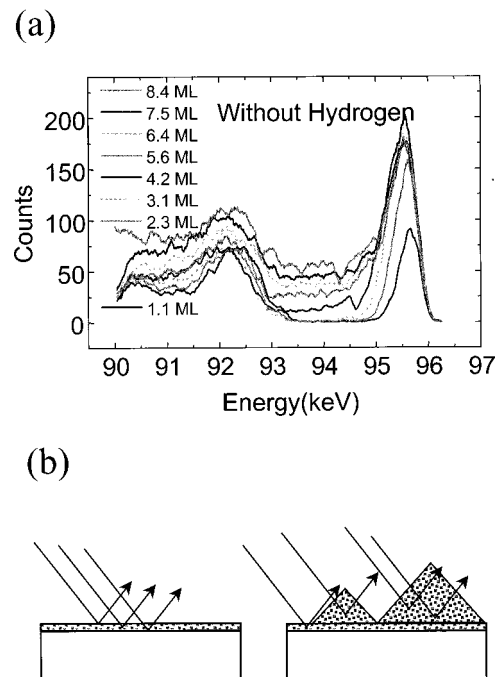 (a)
Without Hydrogen
8.4 ML
7.5 ML
6.4 ML
5.6 ML
4.2 ML
3.1 ML
2.3 ML
1.1 ML
Counts
200
150
100
50
0
90 91 92 93 94 95 96 97
Energy(keV)
(b)